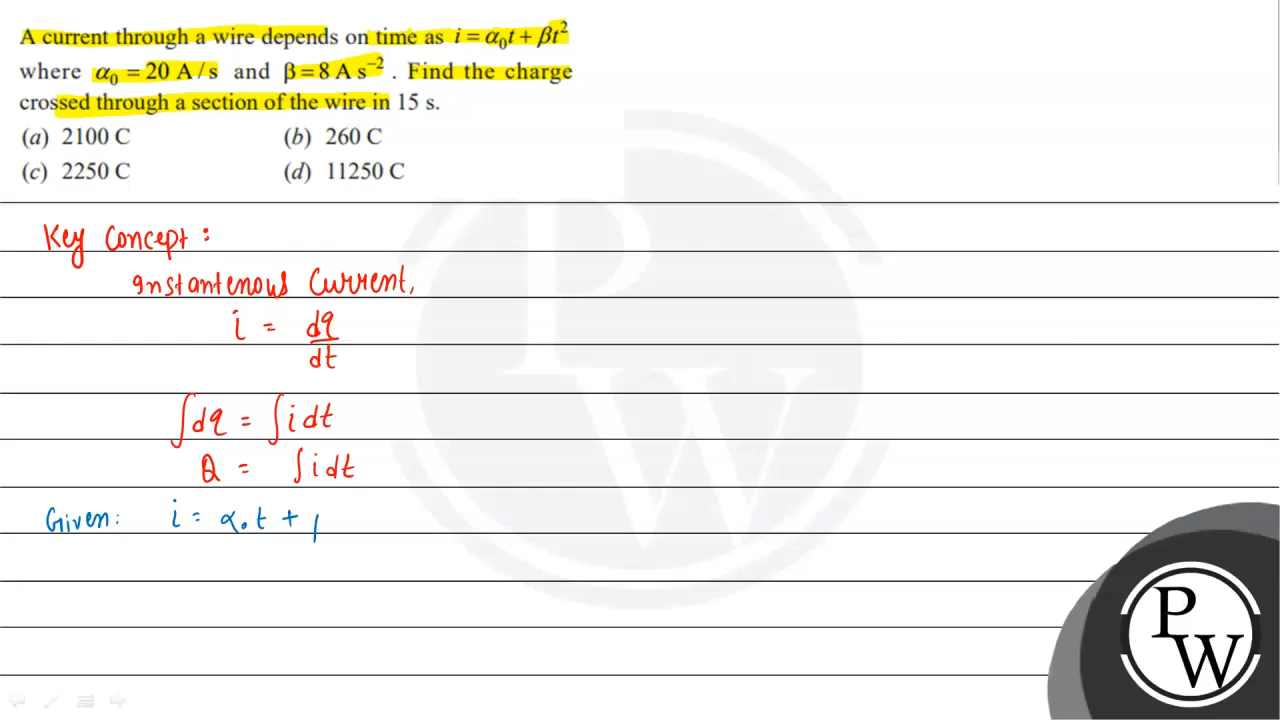 A current through a wire depends on time as i = α₀t + βt²
where α₀ = 20 A/s and β = 8 A s⁻² . Find the charge
crossed through a section of the wire in 15 s.
(a) 2100 C (b) 260 C
(c) 2250 C (d) 11250 C
Key Concept :
Instantenous Current,
i = dq/dt
∫dq = ∫i dt
Q = ∫i dt
Given: i = α₀t +
P
W
P
W